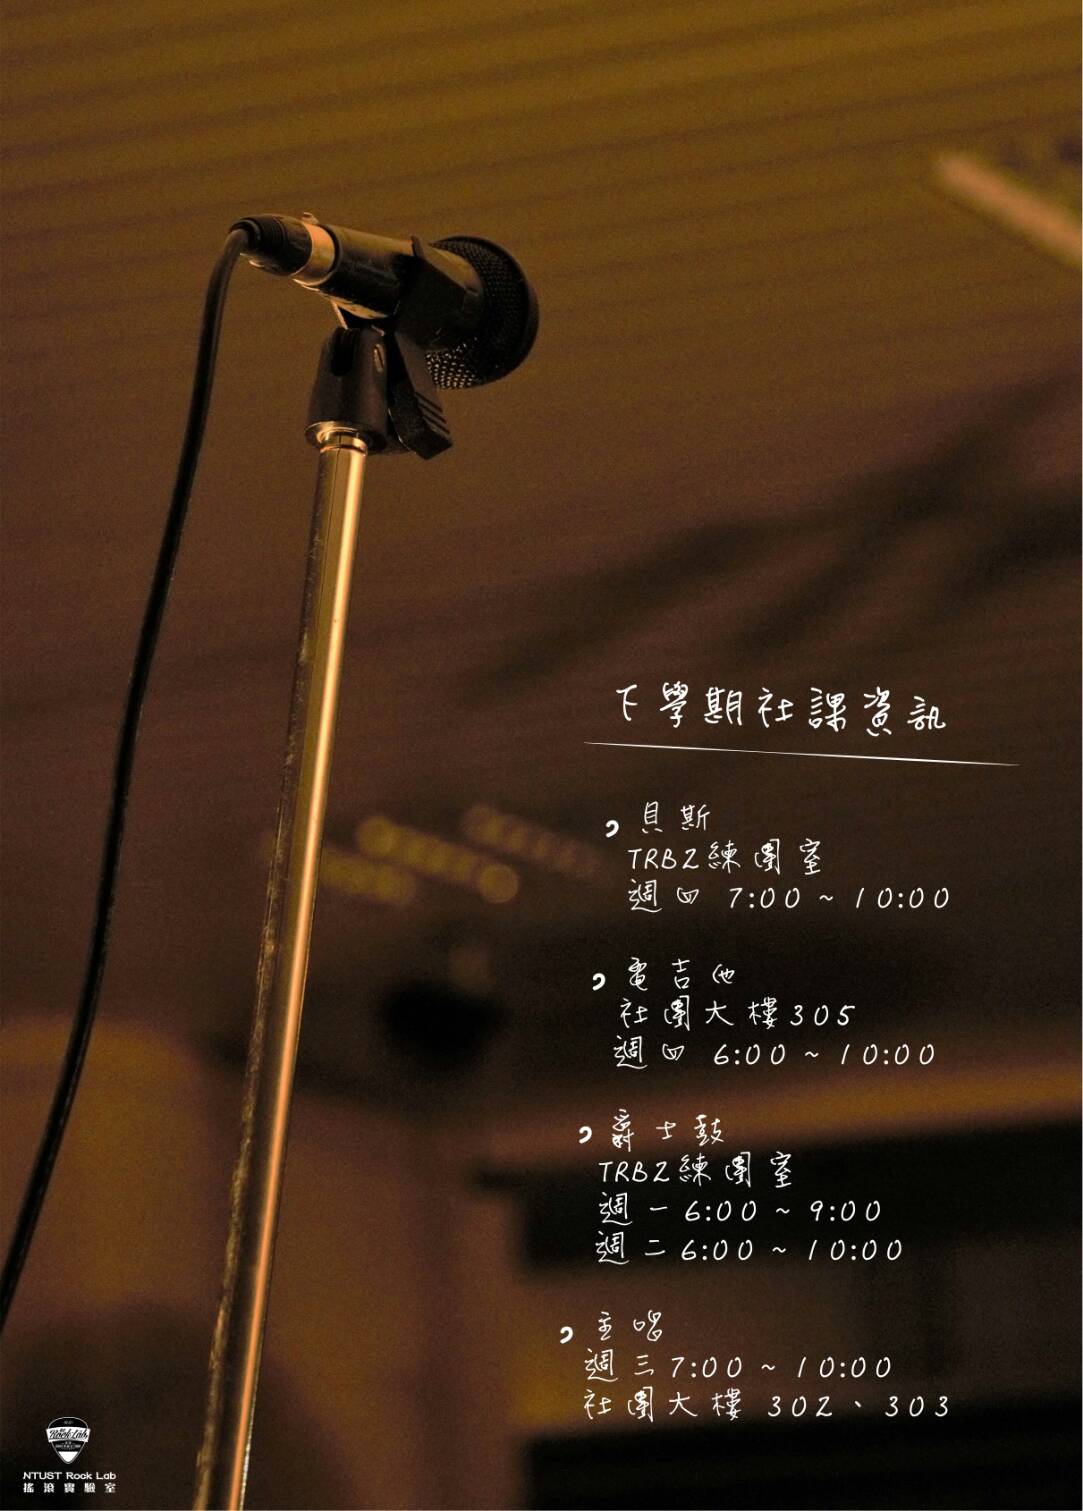 下學期社課資訊
貝斯
TRB2練團室
週四 7:00 ~ 10:00
電吉他
社團大樓305
週四 6:00 ~ 10:00
爵士鼓
TRB2練團室
週一 6:00 ~ 9:00
週二 6:00 ~ 10:00
主唱
週三 7:00 ~ 10:00
社團大樓 302、303
Rock Lab
NTUST Rock Lab
搖滾實驗室